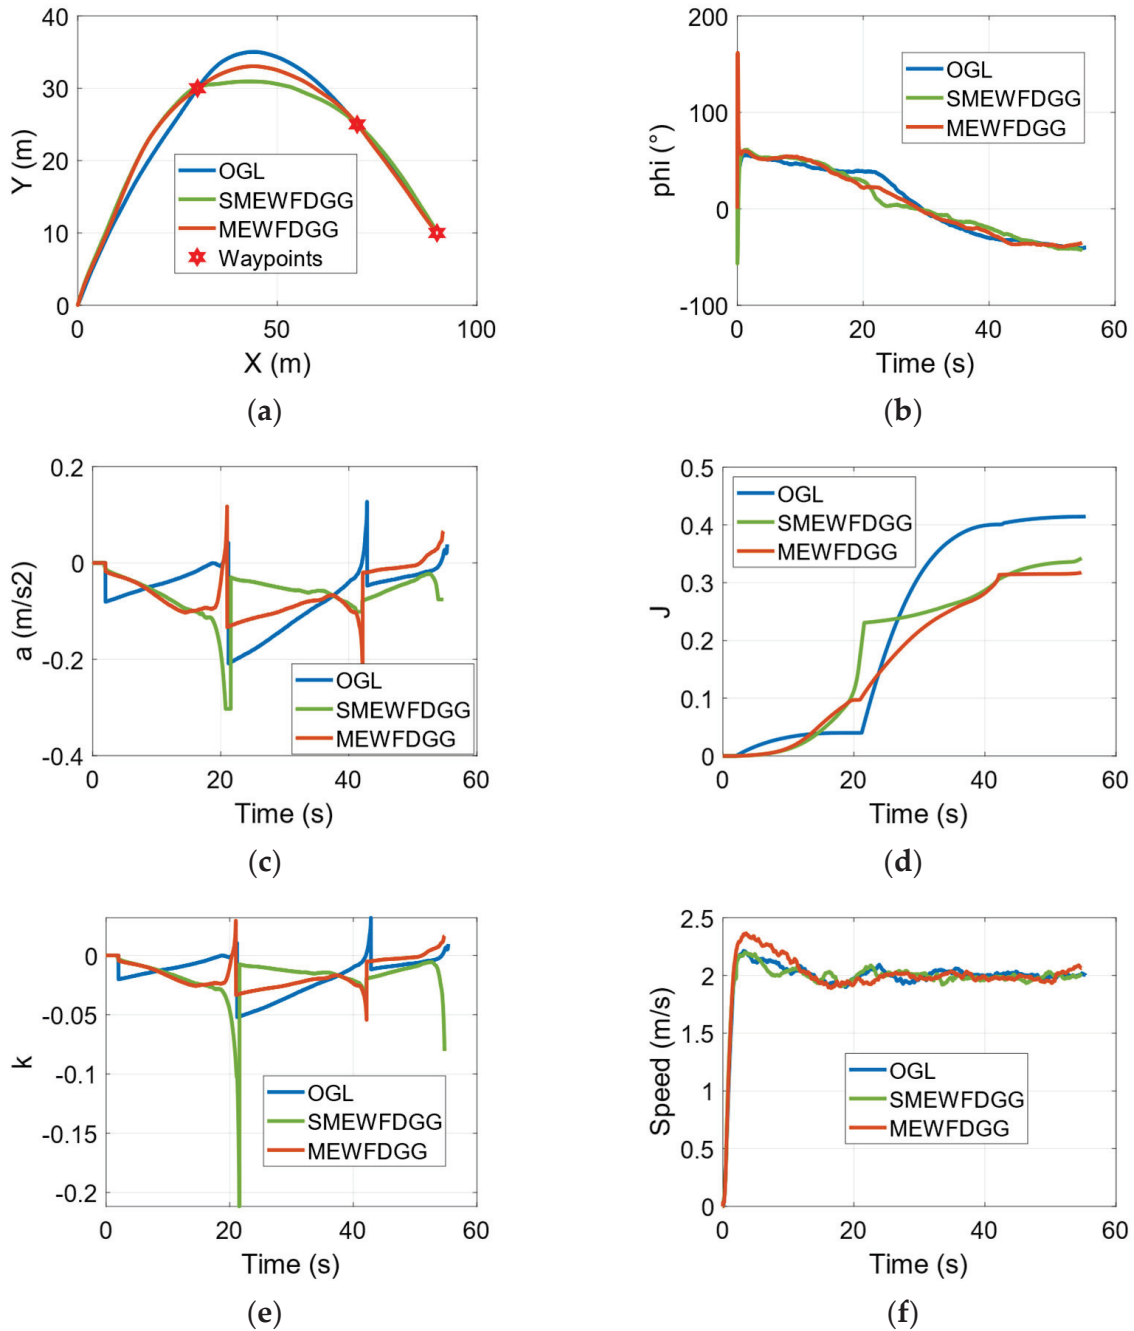 40
30
20
10
0
Y (m)
OGL
SMEWFDGG
MEWFDGG
Waypoints
0
50
100
X (m)
(a)
200
100
0
-100
phi (°)
OGL
SMEWFDGG
MEWFDGG
0
20
40
60
Time (s)
(b)
0.2
0
-0.2
-0.4
a (m/s2)
OGL
SMEWFDGG
MEWFDGG
0
20
40
60
Time (s)
(c)
0.5
0.4
0.3
0.2
0.1
0
J
OGL
SMEWFDGG
MEWFDGG
0
20
40
60
Time (s)
(d)
0
-0.05
-0.1
-0.15
-0.2
k
OGL
SMEWFDGG
MEWFDGG
0
20
40
60
Time (s)
(e)
2.5
2
1.5
1
0.5
0
Speed (m/s)
OGL
SMEWFDGG
MEWFDGG
0
20
40
60
Time (s)
(f)